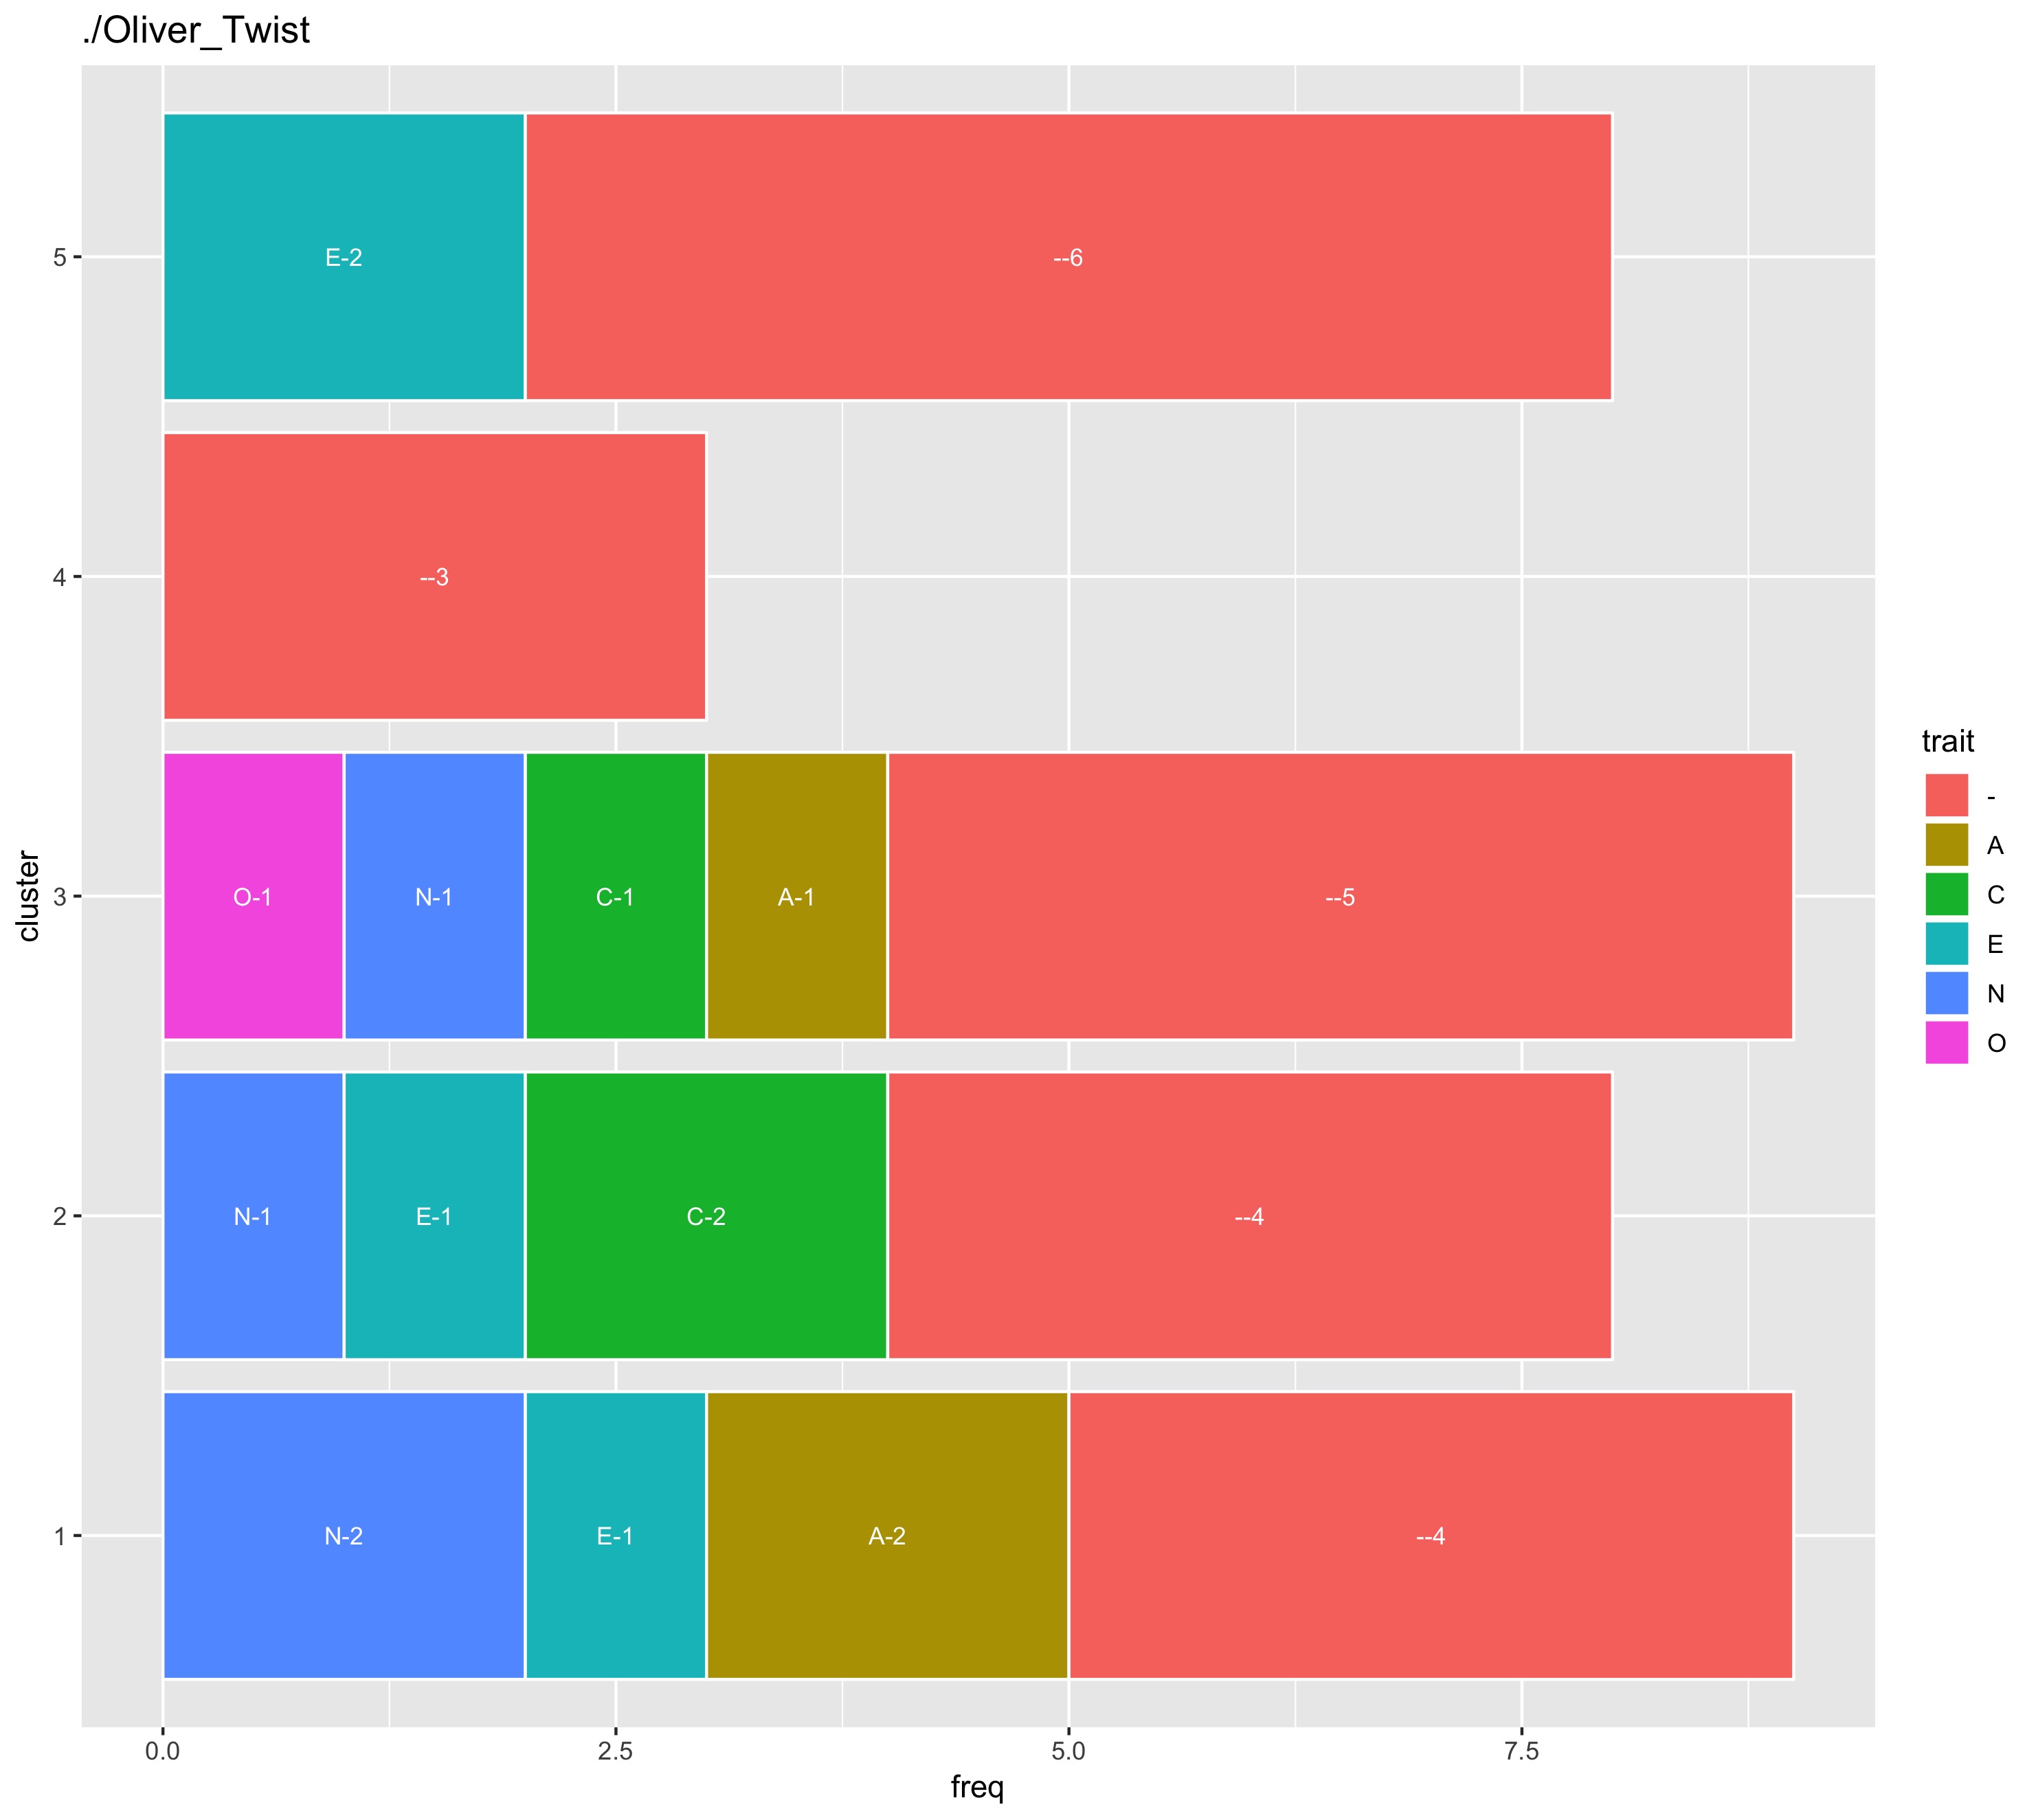 ./Oliver_Twist
5
E-2
--6
4
--3
3
O-1
N-1
C-1
A-1
--5
2
N-1
E-1
C-2
--4
1
N-2
E-1
A-2
--4
0.0
2.5
5.0
7.5
freq
cluster
trait
-
A
C
E
N
O